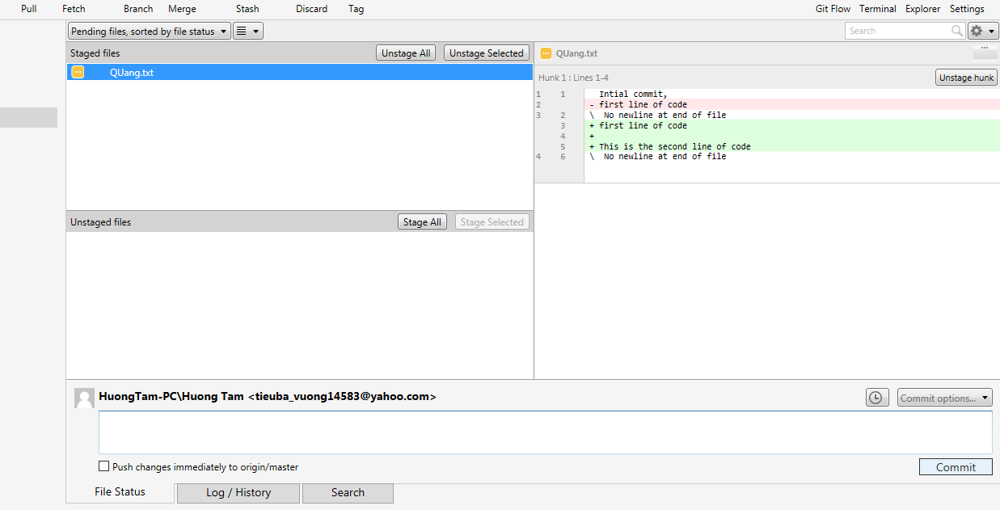 Pull Fetch Branch Merge Stash Discard Tag Git Flow Terminal Explorer Settings
Pending files, sorted by file status Search
Staged files Unstage All Unstage Selected
QUang.txt
Unstaged files Stage All Stage Selected
QUang.txt
Hunk 1 : Lines 1-4 Unstage hunk
1 1 Intial commit,
2 - first line of code
3 2 \ No newline at end of file
3 + first line of code
4 +
5 + This is the second line of code
4 6 \ No newline at end of file
HuongTam-PC\Huong Tam <tieuba_vuong14583@yahoo.com>
Commit options...
Push changes immediately to origin/master Commit
File Status Log / History Search